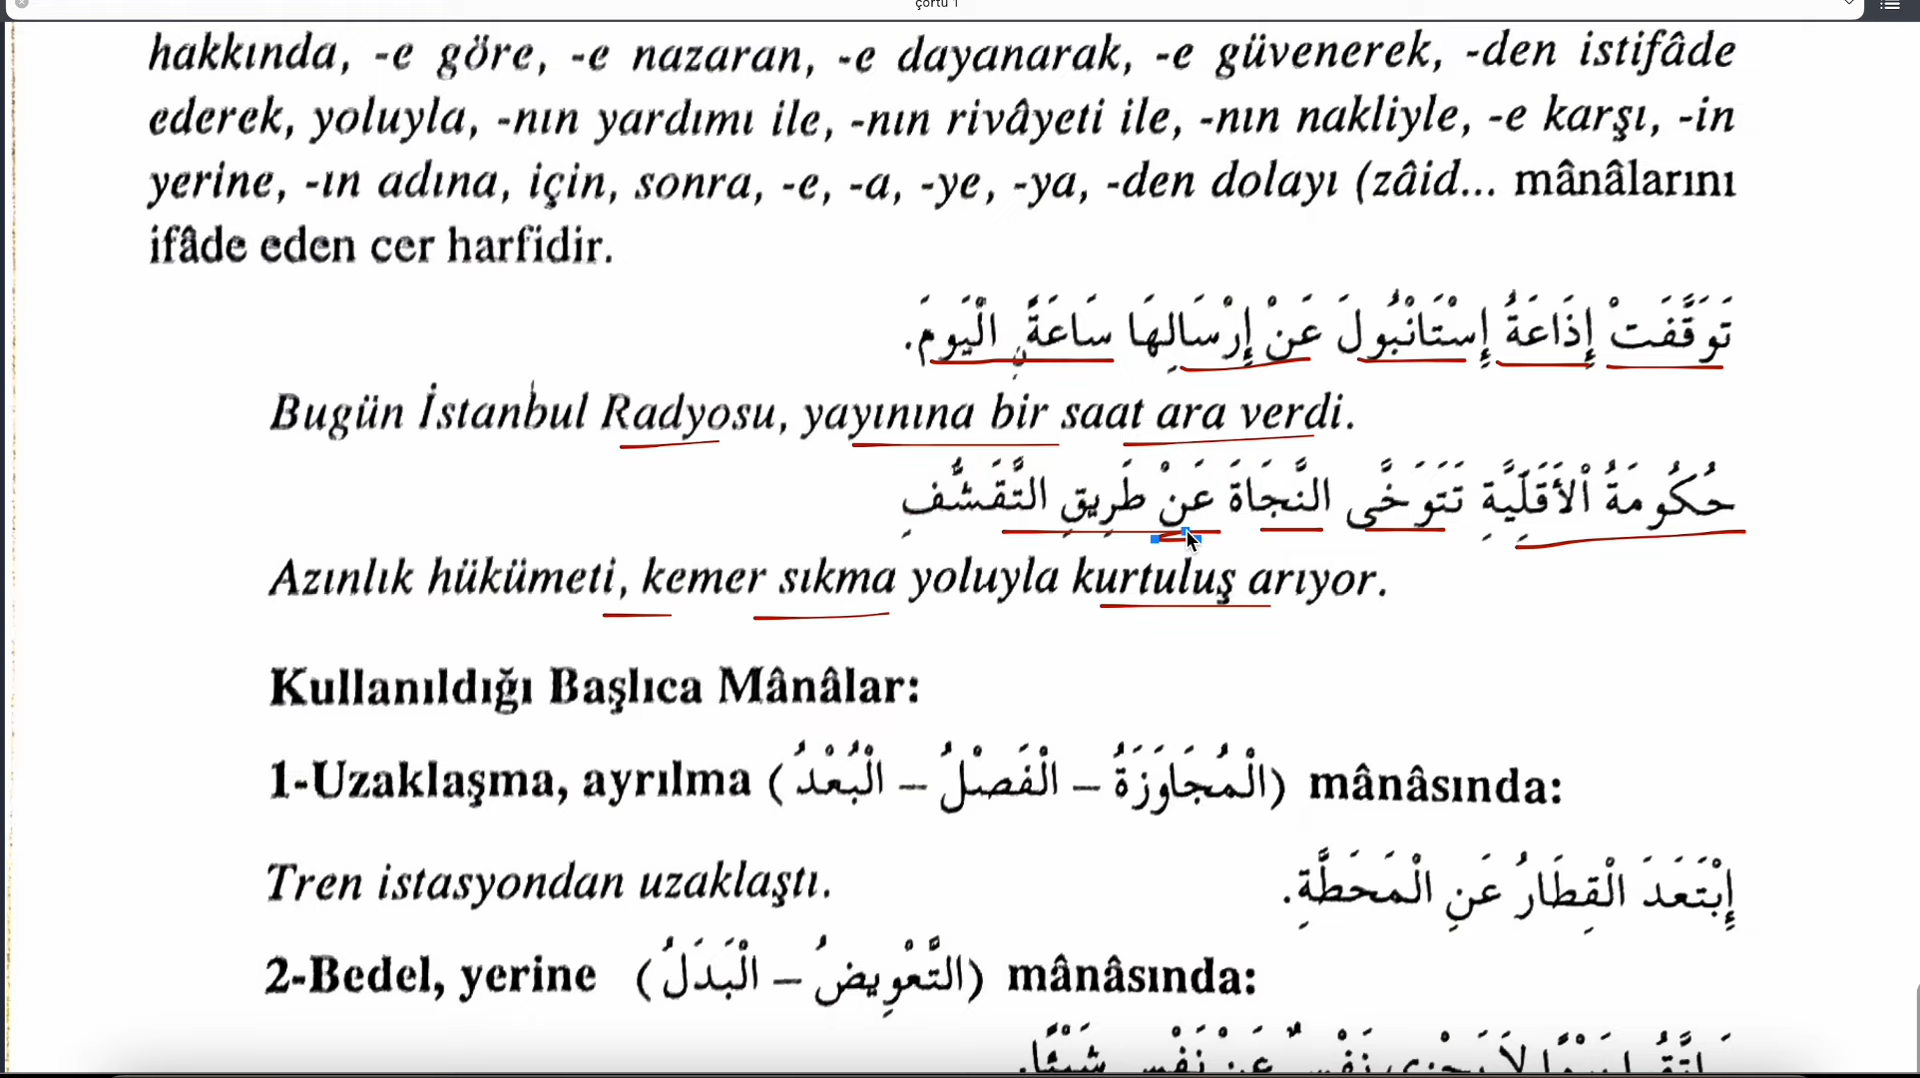 çörtü 1
hakkında, -e göre, -e nazaran, -e dayanarak, -e güvenerek, -den istifâde
ederek, yoluyla, -nın yardımı ile, -nın rivâyeti ile, -nın nakliyle, -e karşı, -in
yerine, -ın adına, için, sonra, -e, -a, -ye, -ya, -den dolayı (zâid... mânâlarını
ifâde eden cer harfidir.
تَوَقَّفَتْ إِذَاعَةُ إِسْتَانْبُولَ عَنْ إِرْسَالِهَا سَاعَةً الْيَومَ.
Bugün İstanbul Radyosu, yayınına bir saat ara verdi.
حُكُومَةُ الْأَقَلِّيَّةِ تَتَوَخَّى النَّجَاةَ عَنْ طَرِيقِ التَّقَشُّفِ
Azınlık hükümeti, kemer sıkma yoluyla kurtuluş arıyor.
Kullanıldığı Başlıca Mânâlar:
1-Uzaklaşma, ayrılma (الْمُجَاوَزَةُ – الْفَصْلُ – الْبُعْدُ) mânâsında:
Tren istasyondan uzaklaştı. إِبْتَعَدَ الْقِطَارُ عَنِ الْمَحَطَّةِ.
2-Bedel, yerine (التَّعْوِيضُ – الْبَدَلُ) mânâsında:
نَفْسٌ عَنْ نَفْسٍ شَيْئًا.